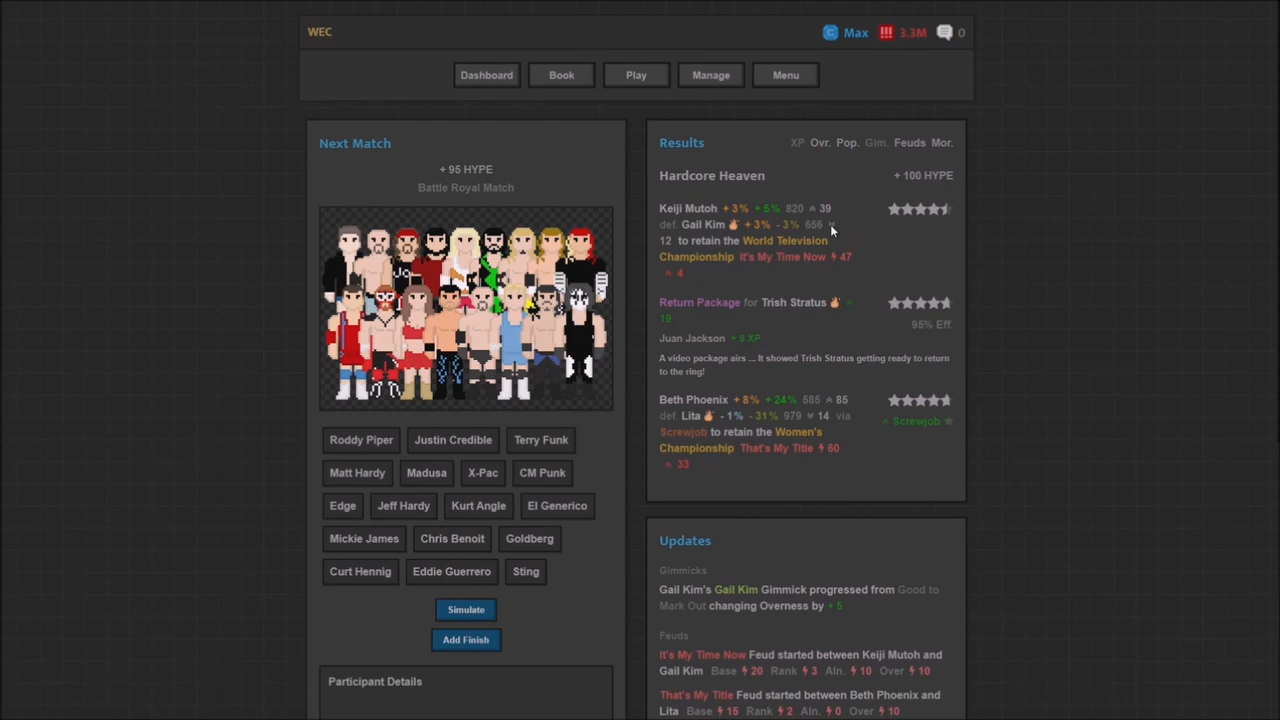 WEC
Max
3.3M
0
Dashboard
Book
Play
Manage
Menu
Next Match
+ 95 HYPE
Battle Royal Match
Roddy Piper
Justin Credible
Terry Funk
Matt Hardy
Madusa
X-Pac
CM Punk
Edge
Jeff Hardy
Kurt Angle
El Generico
Mickie James
Chris Benoit
Goldberg
Curt Hennig
Eddie Guerrero
Sting
Simulate
Add Finish
Participant Details
Results
XP Ovr. Pop. Gim. Feuds Mor.
Hardcore Heaven + 100 HYPE
Keiji Mutoh + 3% + 5% 820 39
def. Gail Kim + 3% - 3% 656
12 to retain the World Television
Championship It's My Time Now 47
4
Return Package for Trish Stratus
19
95% Eff.
Juan Jackson + 9 XP
A video package airs ... It showed Trish Stratus getting ready to return
to the ring!
Beth Phoenix + 8% + 24% 585 85
def. Lita - 1% - 31% 979 14 via
Screwjob
Screwjob to retain the Women's
Championship That's My Title 60
33
Updates
Gimmicks
Gail Kim's Gail Kim Gimmick progressed from Good to
Mark Out changing Overness by + 5
Feuds
It's My Time Now Feud started between Keiji Mutoh and
Gail Kim Base 20 Rank 3 Aln. 10 Over 10
That's My Title Feud started between Beth Phoenix and
Lita Base 15 Rank 2 Aln. 0 Over 10